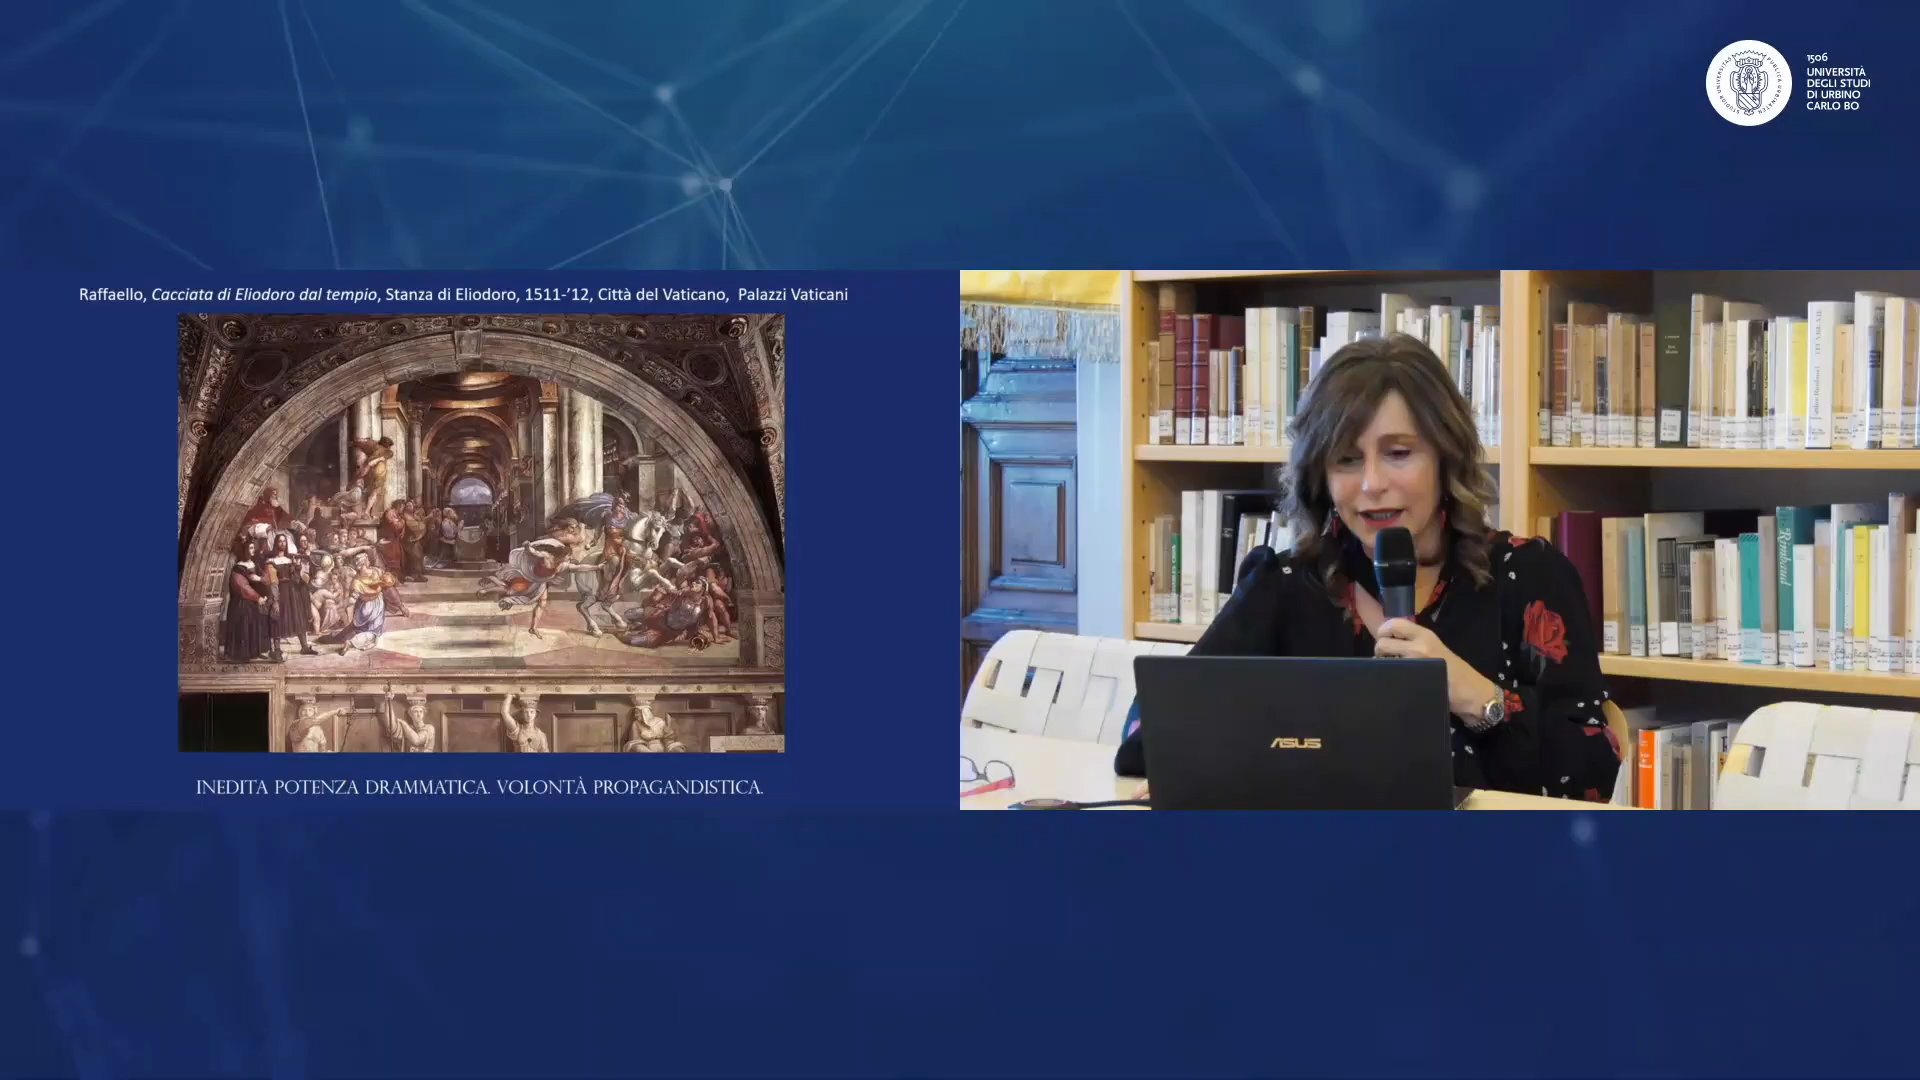 1506
UNIVERSITÀ
DEGLI STUDI
DI URBINO
CARLO BO
Raffaello, Cacciata di Eliodoro dal tempio, Stanza di Eliodoro, 1511-’12, Città del Vaticano, Palazzi Vaticani
INEDITA POTENZA DRAMMATICA. VOLONTÀ PROPAGANDISTICA.
Rimbaud
ASUS